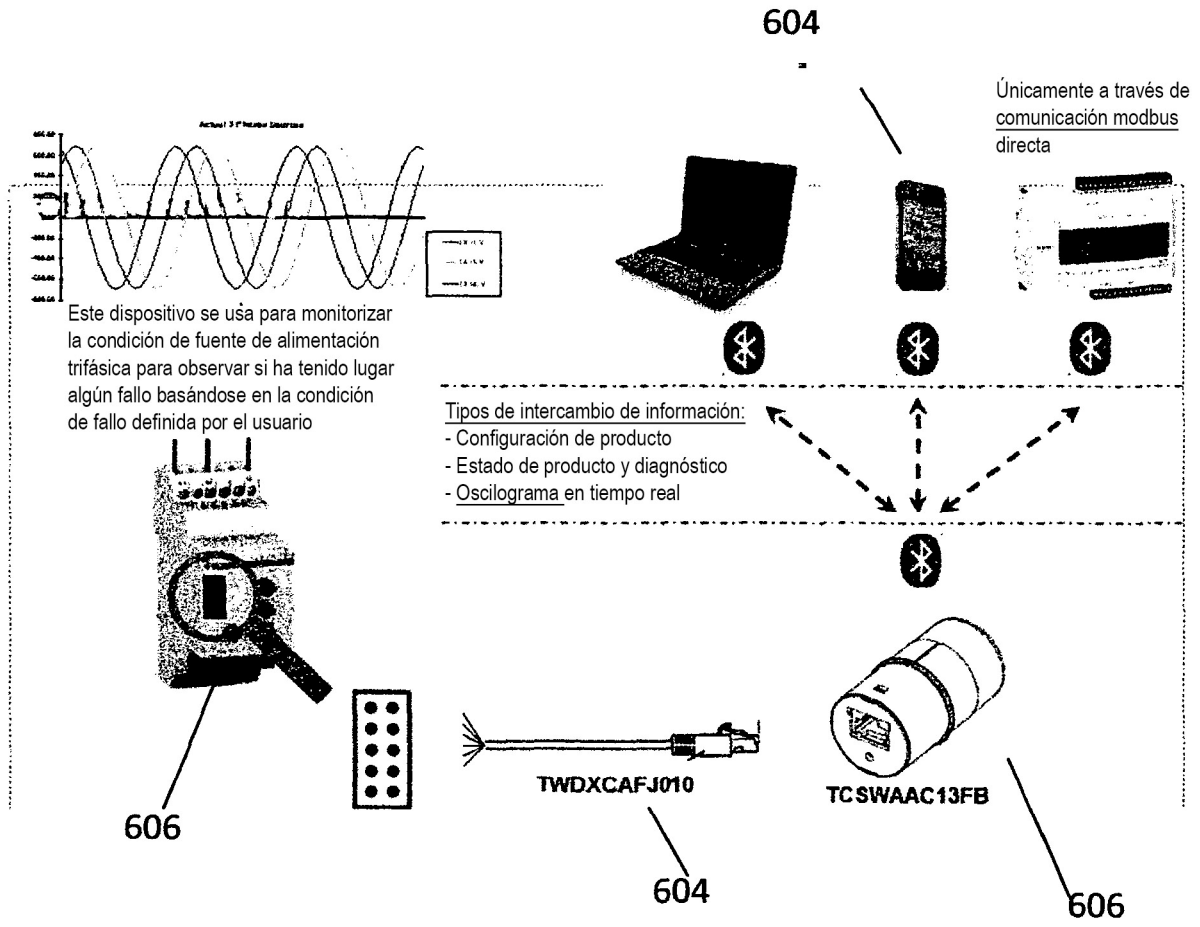 604
Únicamente a través de
comunicación modbus
directa
Este dispositivo se usa para monitorizar
la condición de fuente de alimentación
trifásica para observar si ha tenido lugar
algún fallo basándose en la condición
de fallo definida por el usuario
Tipos de intercambio de información:
- Configuración de producto
- Estado de producto y diagnóstico
- Oscilograma en tiempo real
TWDXCAFJ010
TCSWAAC13FB
606
604
606